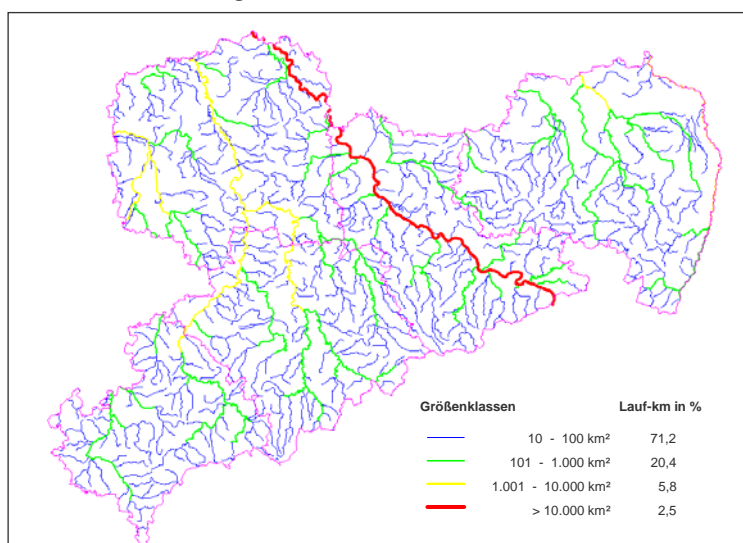 Größenklassen Lauf-km in %
10 - 100 km² 71,2
101 - 1.000 km² 20,4
1.001 - 10.000 km² 5,8
> 10.000 km² 2,5